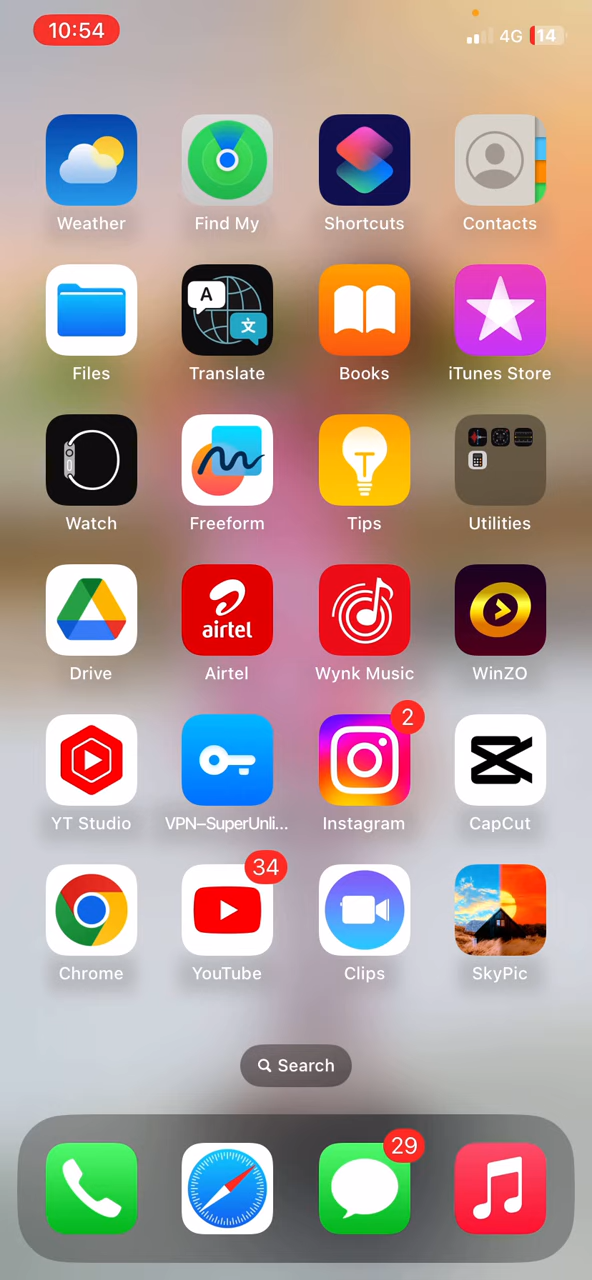 10:54
4G 14
Weather Find My Shortcuts Contacts
A 文
Files Translate Books iTunes Store
T
Watch Freeform Tips Utilities
airtel
Drive Airtel Wynk Music WinZO
2
YT Studio VPN–SuperUnli... Instagram CapCut
34
Chrome YouTube Clips SkyPic
Search
29